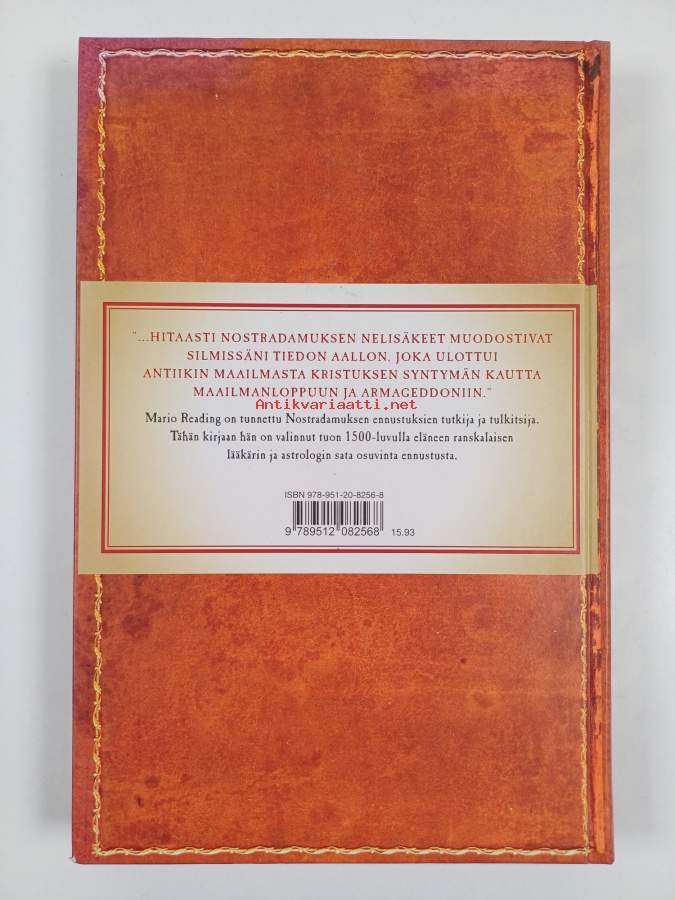 "...HITAASTI NOSTRADAMUKSEN NELISÄKEET MUODOSTIVAT
SILMISSÄNI TIEDON AALLON, JOKA ULOTTUI
ANTIIKIN MAAILMASTA KRISTUKSEN SYNTYMÄN KAUTTA
MAAILMANLOPPUUN JA ARMAGEDDONIIN."
Antikvariaatti.net
Mario Reading on tunnettu Nostradamuksen ennustuksien tutkija ja tulkitsija.
Tähän kirjaan hän on valinnut tuon 1500-luvulla eläneen ranskalaisen
lääkärin ja astrologin sata osuvinta ennustusta.
ISBN 978-951-20-8256-8
9 789512 082568 15.93